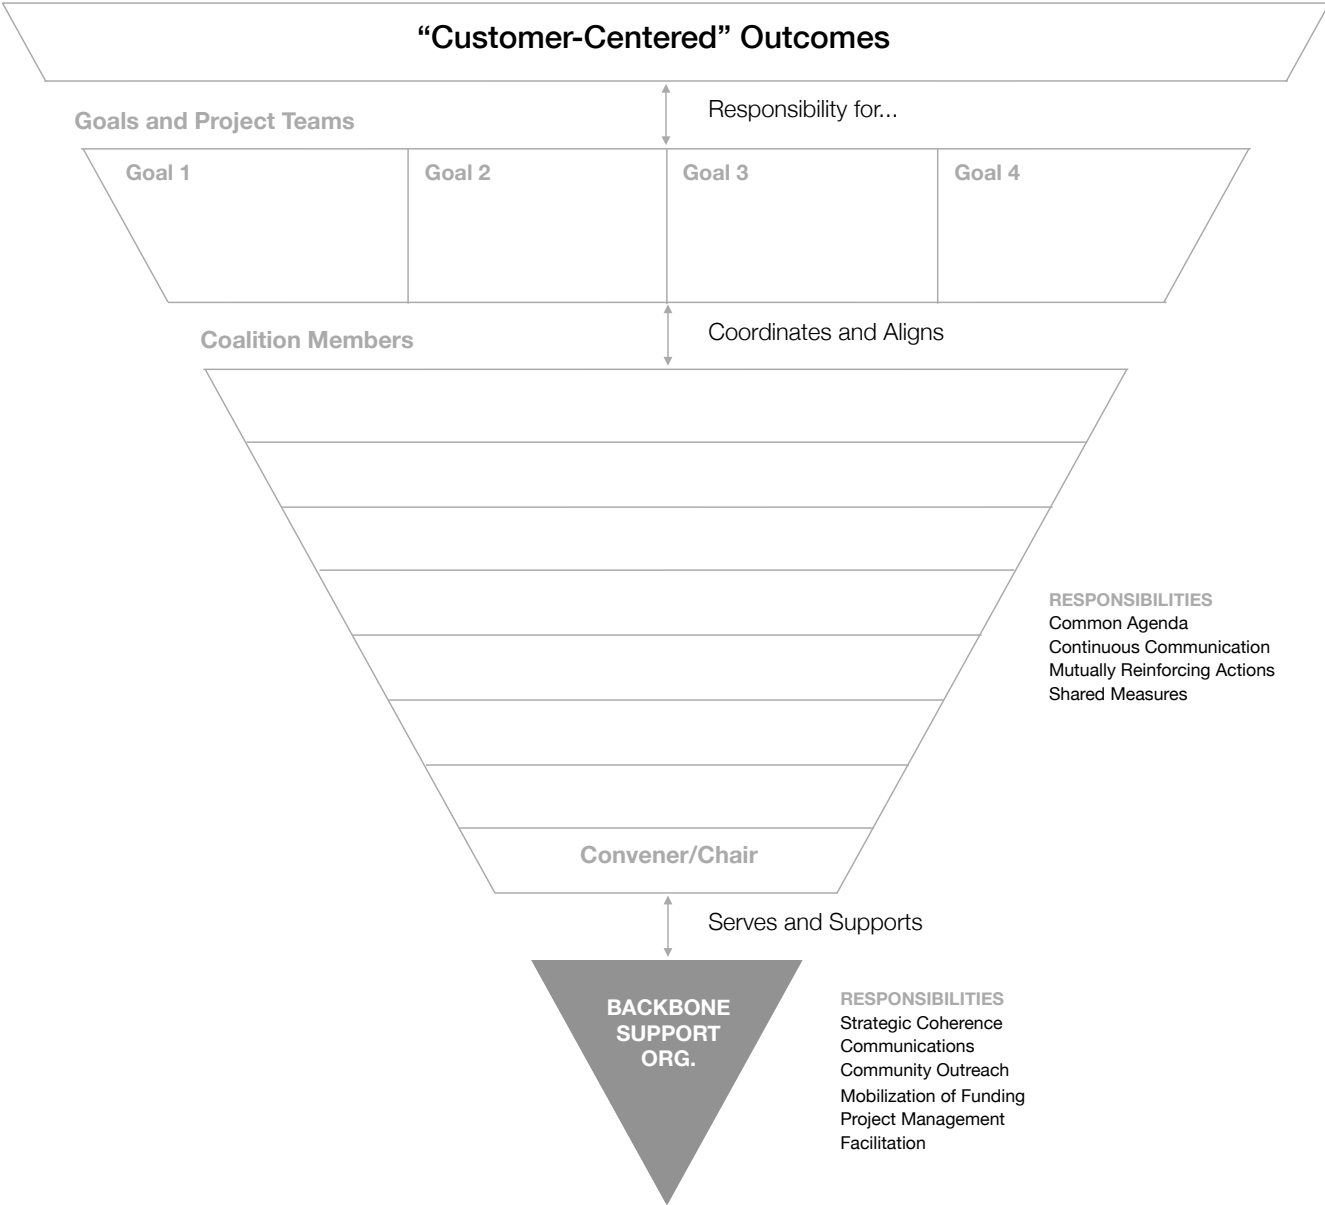 “Customer-Centered” Outcomes
Responsibility for...
Goals and Project Teams
Goal 1
Goal 2
Goal 3
Goal 4
Coordinates and Aligns
Coalition Members
RESPONSIBILITIES
Common Agenda
Continuous Communication
Mutually Reinforcing Actions
Shared Measures
Convener/Chair
Serves and Supports
BACKBONE
SUPPORT
ORG.
RESPONSIBILITIES
Strategic Coherence
Communications
Community Outreach
Mobilization of Funding
Project Management
Facilitation